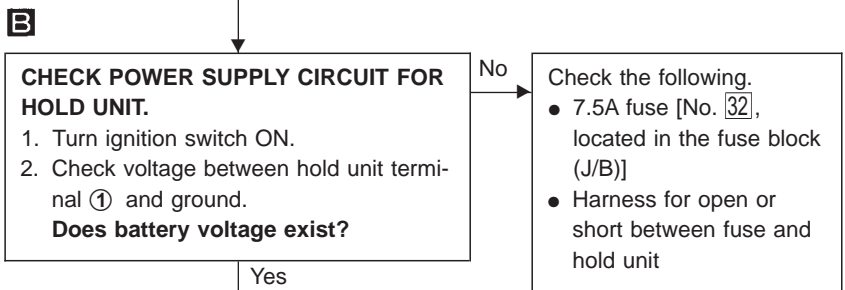 B
CHECK POWER SUPPLY CIRCUIT FOR
HOLD UNIT.
1. Turn ignition switch ON.
2. Check voltage between hold unit termi-
nal ① and ground.
Does battery voltage exist?
No
Check the following.
● 7.5A fuse [No. 32,
located in the fuse block
(J/B)]
● Harness for open or
short between fuse and
hold unit
Yes